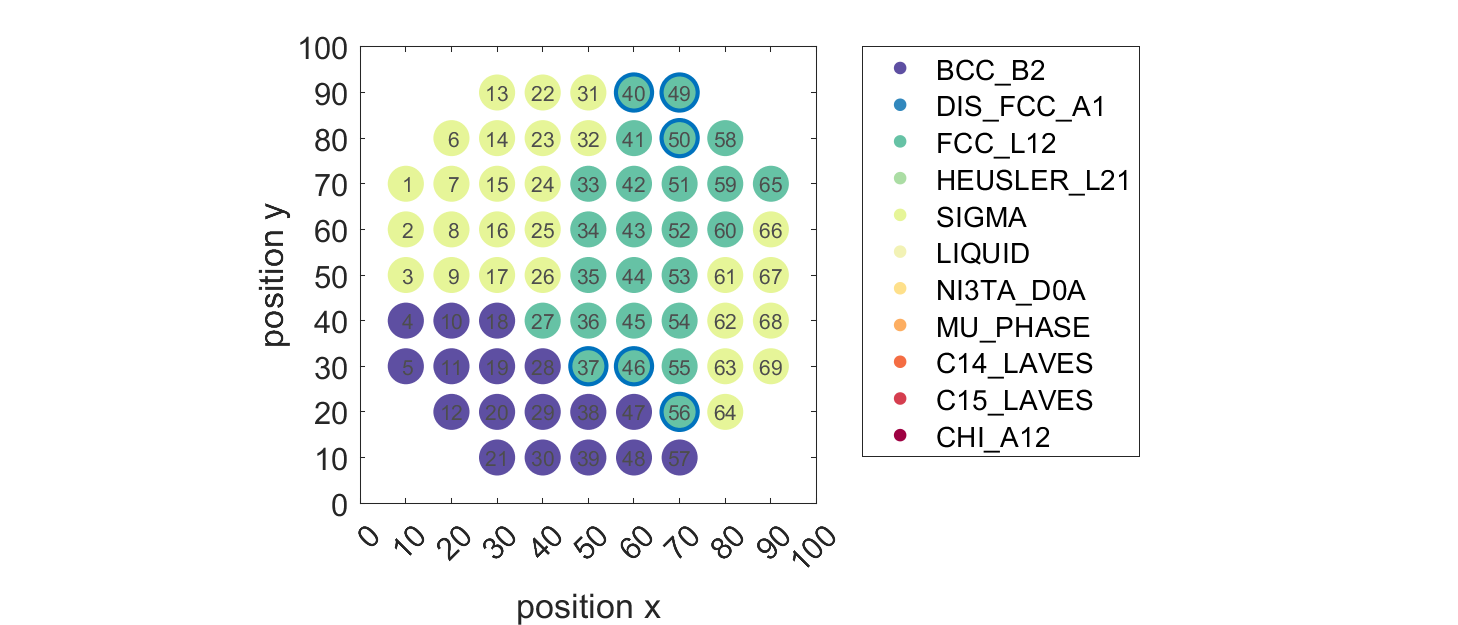 100
90
80
70
60
50
40
30
20
10
0
position y
13 22 31 40 49
6 14 23 32 41 50 58
1 7 15 24 33 42 51 59 65
2 8 16 25 34 43 52 60 66
3 9 17 26 35 44 53 61 67
4 10 18 27 36 45 54 62 68
5 11 19 28 37 46 55 63 69
12 20 29 38 47 56 64
21 30 39 48 57
0 10 20 30 40 50 60 70 80 90 100
position x
BCC_B2
DIS_FCC_A1
FCC_L12
HEUSLER_L21
SIGMA
LIQUID
NI3TA_D0A
MU_PHASE
C14_LAVES
C15_LAVES
CHI_A12